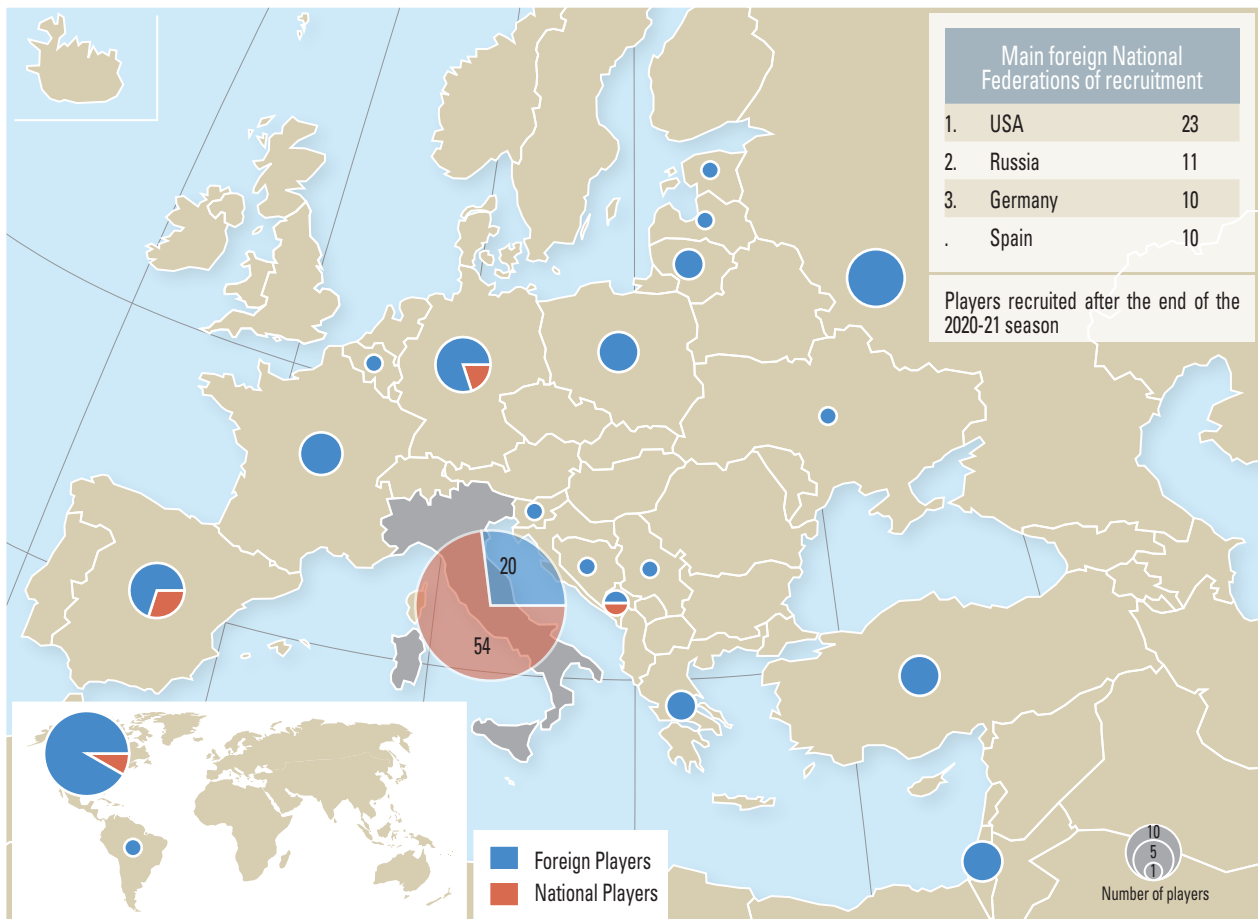 Main foreign National
Federations of recruitment
1. USA 23
2. Russia 11
3. Germany 10
. Spain 10
Players recruited after the end of the
2020-21 season
20
54
Foreign Players
National Players
10
5
1
Number of players